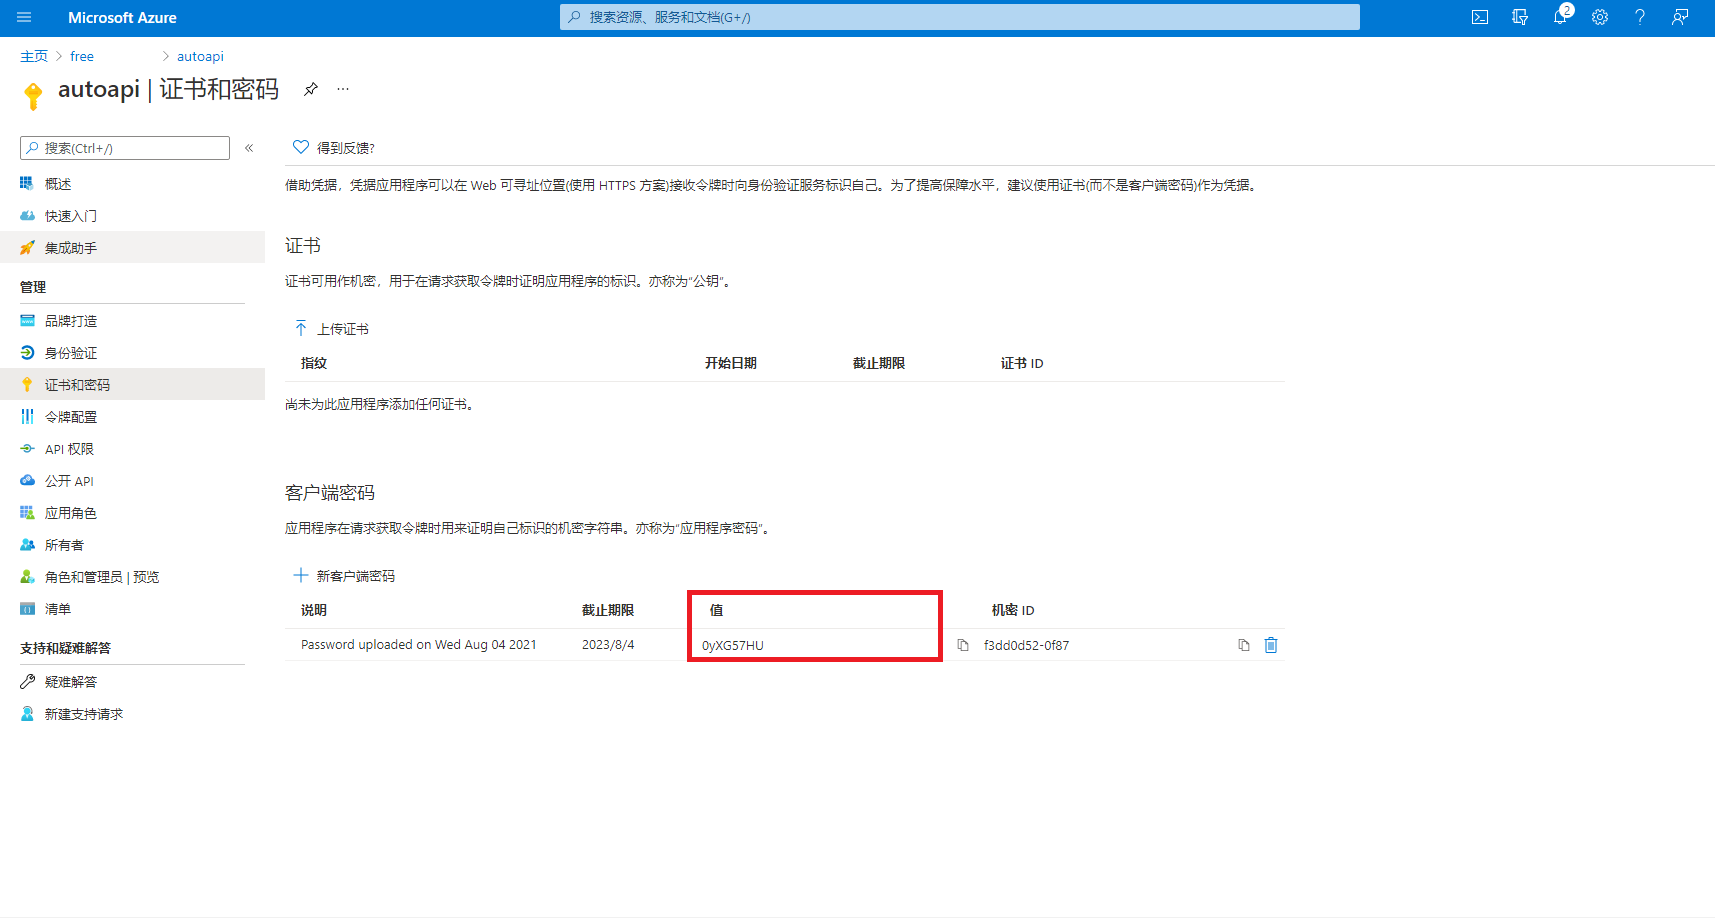 Microsoft Azure
搜索资源、服务和文档(G+/)
2
主页 > free > autoapi
autoapi | 证书和密码
搜索(Ctrl+/)
概述
快速入门
集成助手
管理
品牌打造
身份验证
证书和密码
令牌配置
API 权限
公开 API
应用角色
所有者
角色和管理员 | 预览
清单
支持和疑难解答
疑难解答
新建支持请求
得到反馈?
借助凭据，凭据应用程序可以在 Web 可寻址位置(使用 HTTPS 方案)接收令牌时向身份验证服务标识自己。为了提高保障水平，建议使用证书(而不是客户端密码)作为凭据。
证书
证书可用作机密，用于在请求获取令牌时证明应用程序的标识。亦称为“公钥”。
上传证书
指纹 开始日期 截止期限 证书 ID
尚未为此应用程序添加任何证书。
客户端密码
应用程序在请求获取令牌时用来证明自己标识的机密字符串。亦称为“应用程序密码”。
新客户端密码
说明 截止期限 值 机密 ID
Password uploaded on Wed Aug 04 2021 2023/8/4 0yXG57HU f3dd0d52-0f87